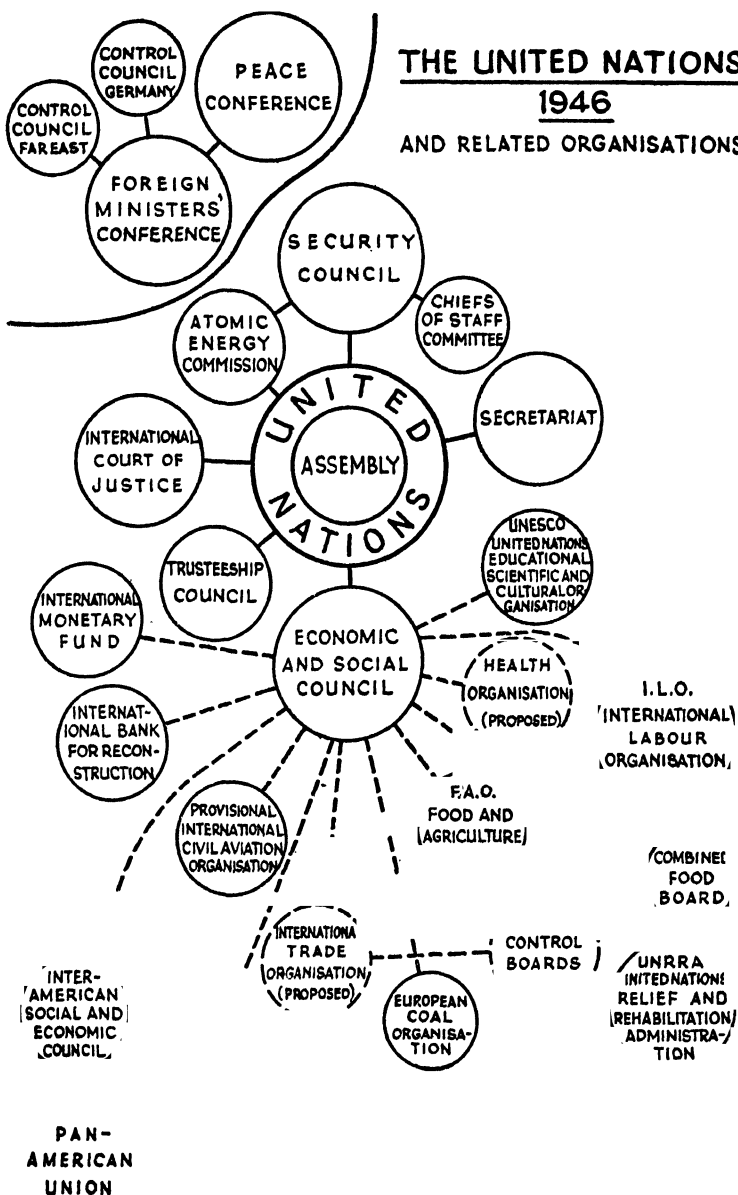 THE UNITED NATIONS
1946
AND RELATED ORGANISATIONS
CONTROL
COUNCIL
GERMANY
PEACE
CONFERENCE
CONTROL
COUNCIL
FAR EAST
FOREIGN
MINISTERS'
CONFERENCE
SECURITY
COUNCIL
ATOMIC
ENERGY
COMMISSION
CHIEFS
OF STAFF
COMMITTEE
UNITED
NATIONS
ASSEMBLY
SECRETARIAT
INTERNATIONAL
COURT OF
JUSTICE
TRUSTEESHIP
COUNCIL
UNESCO
UNITED NATIONS
EDUCATIONAL
SCIENTIFIC AND
CULTURAL OR
GANISATION
INTERNATIONAL
MONETARY
FUND
ECONOMIC
AND SOCIAL
COUNCIL
HEALTH
ORGANISATION
(PROPOSED)
I.L.O.
INTERNATIONAL
LABOUR
ORGANISATION
INTERNAT-
IONAL BANK
FOR RECON-
STRUCTION
PROVISIONAL
INTERNATIONAL
CIVIL AVIATION
ORGANISATION
F.A.O.
FOOD AND
AGRICULTURE
COMBINE
FOOD
BOARD
INTERNATIONA
TRADE
ORGANISATION
(PROPOSED)
CONTROL
BOARDS
UNRRA
NITED NATIONS
RELIEF AND
REHABILITATION
ADMINISTRA-
TION
EUROPEAN
COAL
ORGANISA-
TION
INTER-
AMERICAN
SOCIAL AND
ECONOMIC
COUNCIL
PAN-
AMERICAN
UNION